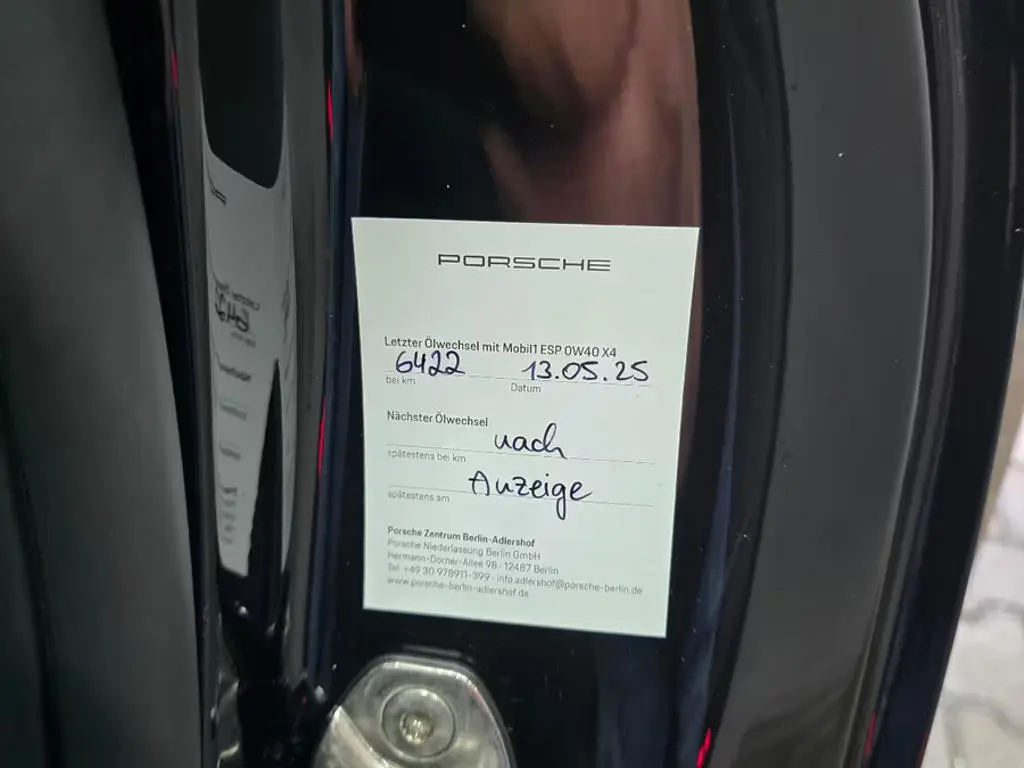 PORSCHE
Letzter Ölwechsel mit Mobil1 ESP 0W40 X4
6422 13.05.25
bei km Datum
Nächster Ölwechsel
nach
spätestens bei km
Anzeige
spätestens am
Porsche Zentrum Berlin-Adlershof
Porsche Niederlassung Berlin GmbH
Hermann-Dorner-Allee 98 · 12487 Berlin
Tel. +49 30 978911-399 · info.adlershof@porsche-berlin.de
www.porsche-berlin-adlershof.de